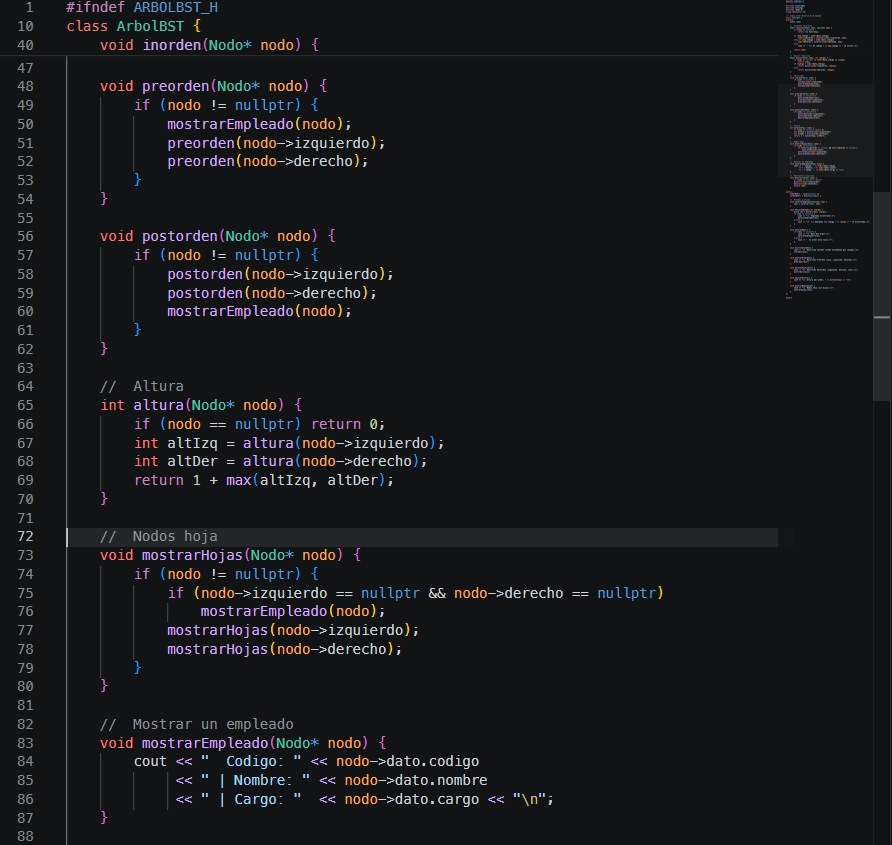 1 #ifndef ARBOLBST_H
10 class ArbolBST {
40     void inorden(Nodo* nodo) {
47
48     void preorden(Nodo* nodo) {
49         if (nodo != nullptr) {
50             mostrarEmpleado(nodo);
51             preorden(nodo->izquierdo);
52             preorden(nodo->derecho);
53         }
54     }
55
56     void postorden(Nodo* nodo) {
57         if (nodo != nullptr) {
58             postorden(nodo->izquierdo);
59             postorden(nodo->derecho);
60             mostrarEmpleado(nodo);
61         }
62     }
63
64     //  Altura
65     int altura(Nodo* nodo) {
66         if (nodo == nullptr) return 0;
67         int altIzq = altura(nodo->izquierdo);
68         int altDer = altura(nodo->derecho);
69         return 1 + max(altIzq, altDer);
70     }
71
72     //  Nodos hoja
73     void mostrarHojas(Nodo* nodo) {
74         if (nodo != nullptr) {
75             if (nodo->izquierdo == nullptr && nodo->derecho == nullptr)
76                 mostrarEmpleado(nodo);
77             mostrarHojas(nodo->izquierdo);
78             mostrarHojas(nodo->derecho);
79         }
80     }
81
82     //  Mostrar un empleado
83     void mostrarEmpleado(Nodo* nodo) {
84         cout << "  Codigo: " << nodo->dato.codigo
85              << " | Nombre: " << nodo->dato.nombre
86              << " | Cargo: "  << nodo->dato.cargo << "\n";
87     }
88